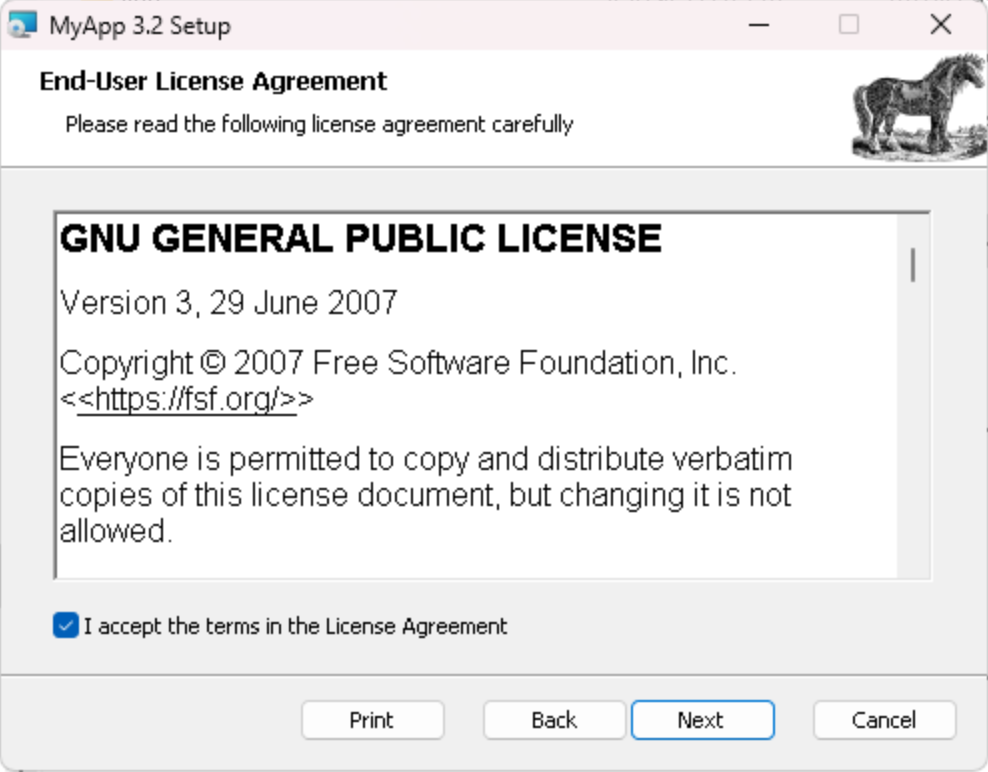 MyApp 3.2 Setup
End-User License Agreement
Please read the following license agreement carefully
GNU GENERAL PUBLIC LICENSE
Version 3, 29 June 2007
Copyright © 2007 Free Software Foundation, Inc.
<<https://fsf.org/>>
Everyone is permitted to copy and distribute verbatim
copies of this license document, but changing it is not
allowed.
I accept the terms in the License Agreement
Print
Back
Next
Cancel